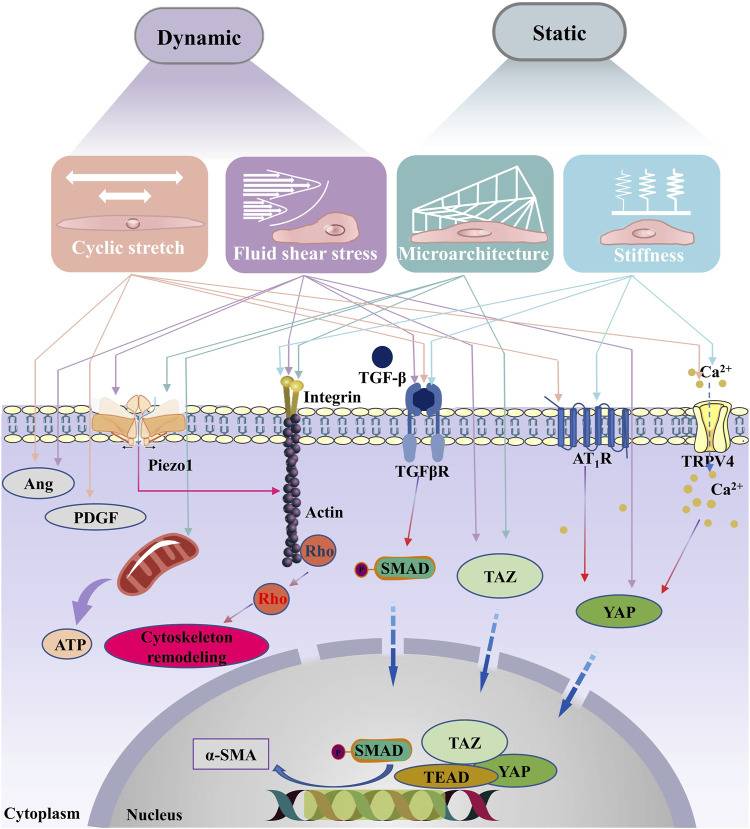 Dynamic
Static
Cyclic stretch
Fluid shear stress
Microarchitecture
Stiffness
TGF-β
Integrin
Ca²⁺
Piezo1
TGFβR
AT₁R
TRPV4
Ang
Ca²⁺
PDGF
Actin
Rho
P
SMAD
TAZ
Rho
YAP
ATP
Cytoskeleton
remodeling
α-SMA
P
SMAD
TAZ
TEAD
YAP
Cytoplasm
Nucleus